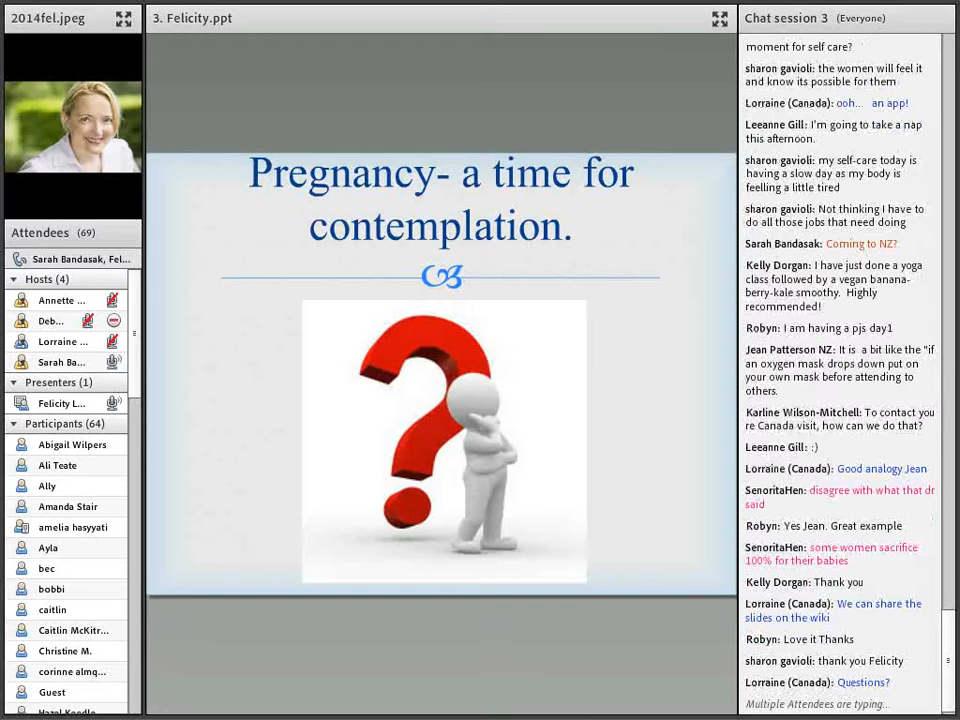 2014fel.jpeg
Attendees (69)
Sarah Bandasak, Fel...
Hosts (4)
Annette ...
Deb...
Lorraine ...
Sarah Ba...
Presenters (1)
Felicity L...
Participants (64)
Abigail Wilpers
Ali Teate
Ally
Amanda Stair
amelia hasyyati
Ayla
bec
bobbi
caitlin
Caitlin McKitr...
Christine M.
corinne almq...
Guest
3. Felicity.ppt
Pregnancy- a time for
contemplation.
Chat session 3 (Everyone)
moment for self care?
sharon gavioli: the women will feel it
and know its possible for them
Lorraine (Canada): ooh... an app!
Leeanne Gill: I'm going to take a nap
this afternoon.
sharon gavioli: my self-care today is
having a slow day as my body is
feelling a little tired
sharon gavioli: Not thinking I have to
do all those jobs that need doing
Sarah Bandasak: Coming to NZ?
Kelly Dorgan: I have just done a yoga
class followed by a vegan banana-
berry-kale smoothy. Highly
recommended!
Robyn: I am having a pjs day1
Jean Patterson NZ: It is a bit like the "if
an oxygen mask drops down put on
your own mask before attending to
others.
Karline Wilson-Mitchell: To contact you
re Canada visit, how can we do that?
Leeanne Gill: :)
Lorraine (Canada): Good analogy Jean
SenoritaHen: disagree with what that dr
said
Robyn: Yes Jean. Great example
SenoritaHen: some women sacrifice
100% for their babies
Kelly Dorgan: Thank you
Lorraine (Canada): We can share the
slides on the wiki
Robyn: Love it Thanks
sharon gavioli: thank you Felicity
Lorraine (Canada): Questions?
Multiple Attendees are typing...